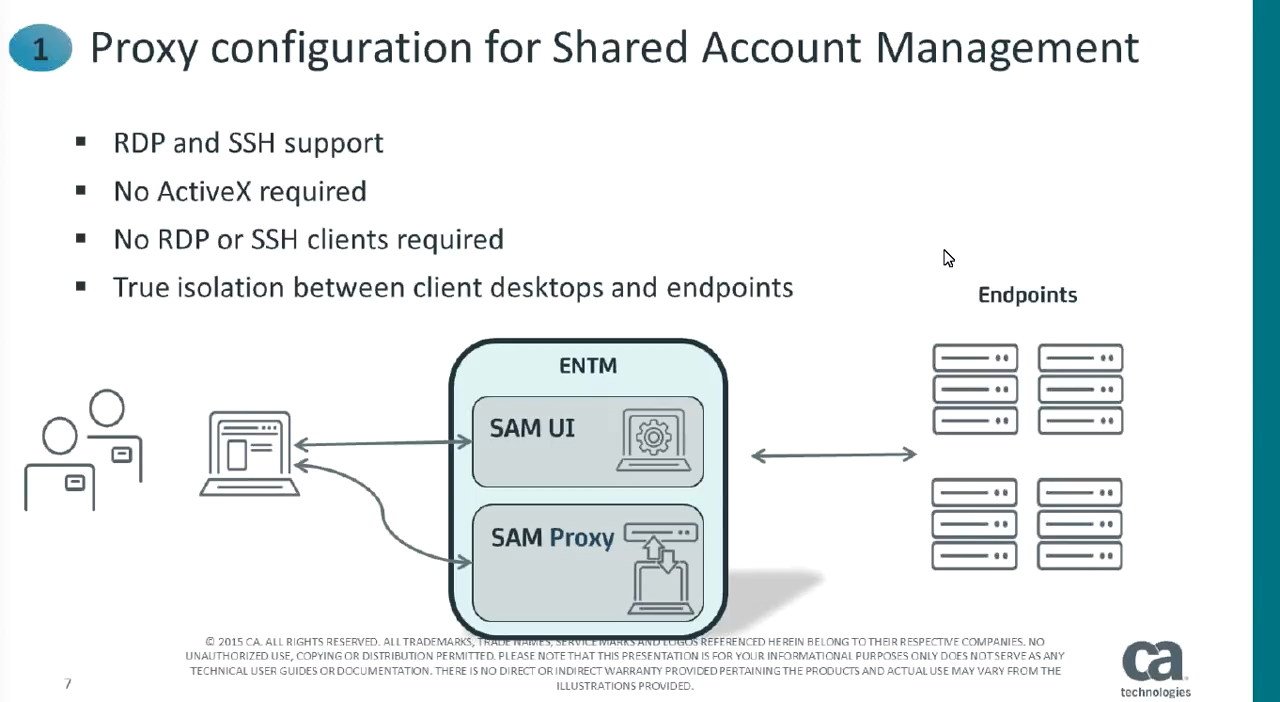 1 Proxy configuration for Shared Account Management
▪ RDP and SSH support
▪ No ActiveX required
▪ No RDP or SSH clients required
▪ True isolation between client desktops and endpoints
Endpoints
ENTM
SAM UI
SAM Proxy
© 2015 CA. ALL RIGHTS RESERVED. ALL TRADEMARKS, TRADE NAMES, SERVICE MARKS AND LOGOS REFERENCED HEREIN BELONG TO THEIR RESPECTIVE COMPANIES. NO
UNAUTHORIZED USE, COPYING OR DISTRIBUTION PERMITTED. PLEASE NOTE THAT THIS PRESENTATION IS FOR YOUR INFORMATIONAL PURPOSES ONLY DOES NOT SERVE AS ANY
TECHNICAL USER GUIDES OR DOCUMENTATION. THERE IS NO DIRECT OR INDIRECT WARRANTY PROVIDED PERTAINING THE PRODUCTS AND ACTUAL USE MAY VARY FROM THE
ILLUSTRATIONS PROVIDED.
7
ca
technologies